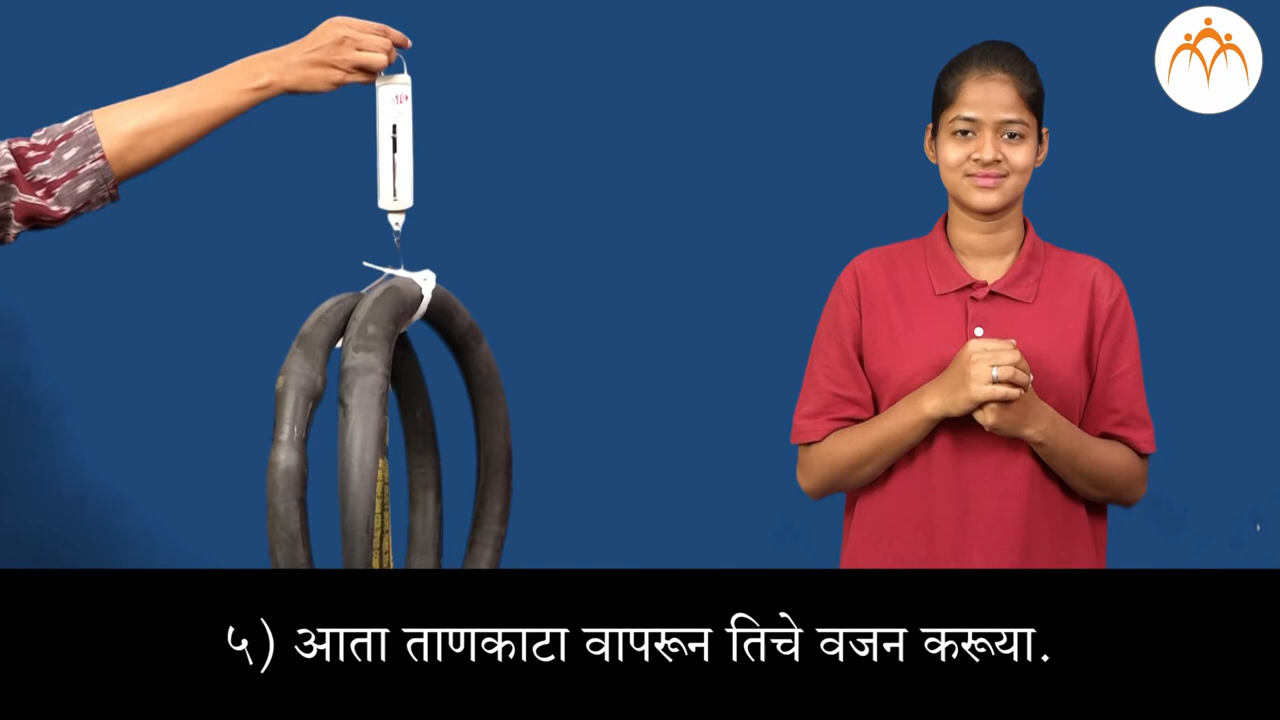 ५) आता ताणकाटा वापरून तिचे वजन करूया.